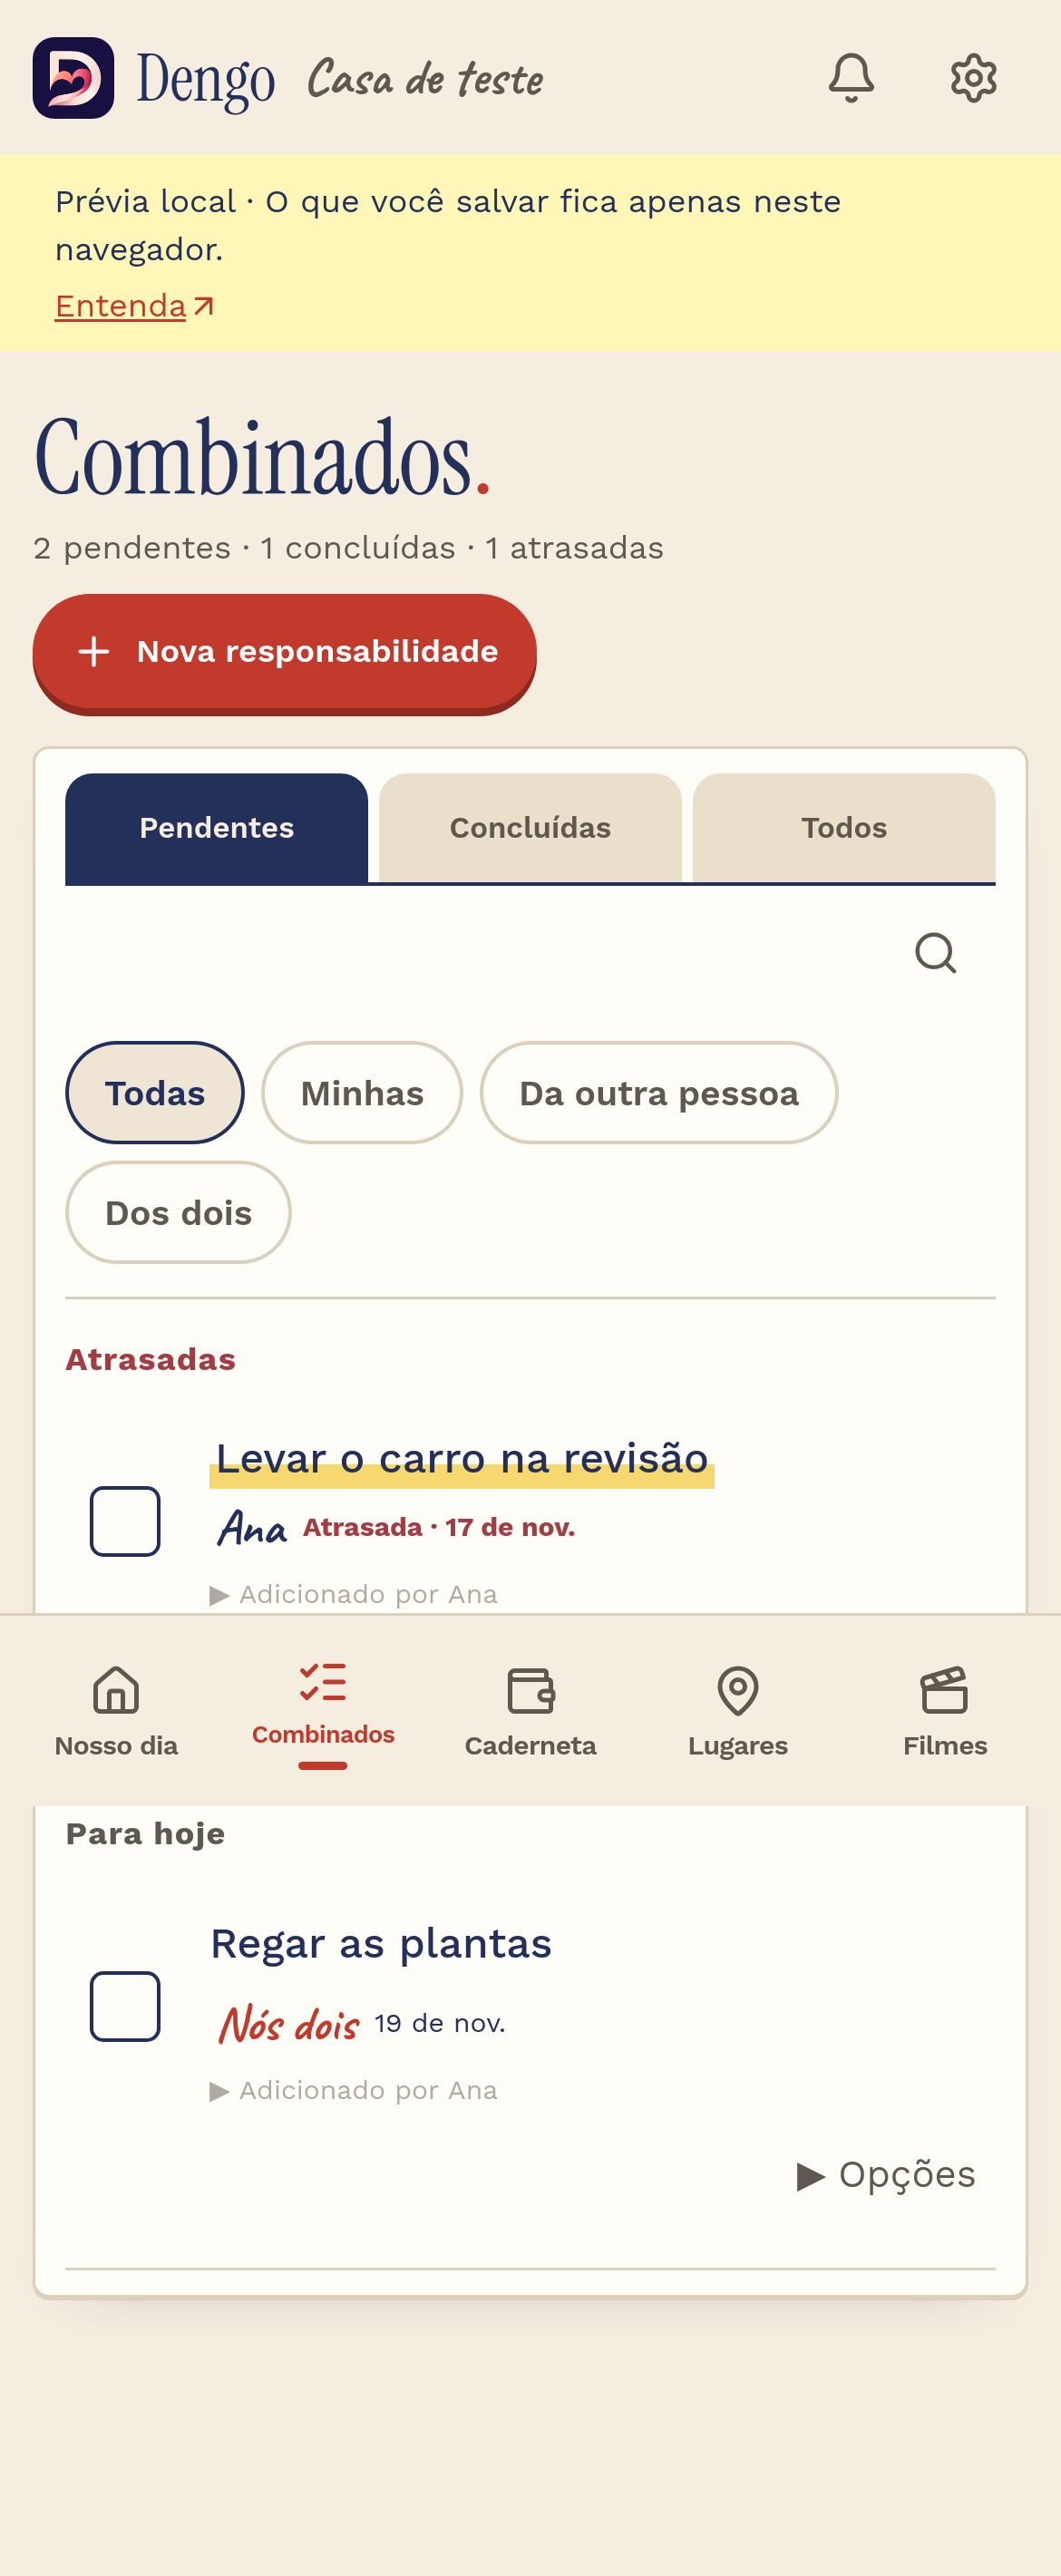 Dengo Casa de teste
Prévia local · O que você salvar fica apenas neste
navegador.
Entenda
Combinados.
2 pendentes · 1 concluídas · 1 atrasadas
Nova responsabilidade
Pendentes Concluídas Todos
Todas Minhas Da outra pessoa
Dos dois
Atrasadas
Levar o carro na revisão
Ana Atrasada · 17 de nov.
▶ Adicionado por Ana
Nosso dia Combinados Caderneta Lugares Filmes
Para hoje
Regar as plantas
Nós dois 19 de nov.
▶ Adicionado por Ana
▶ Opções